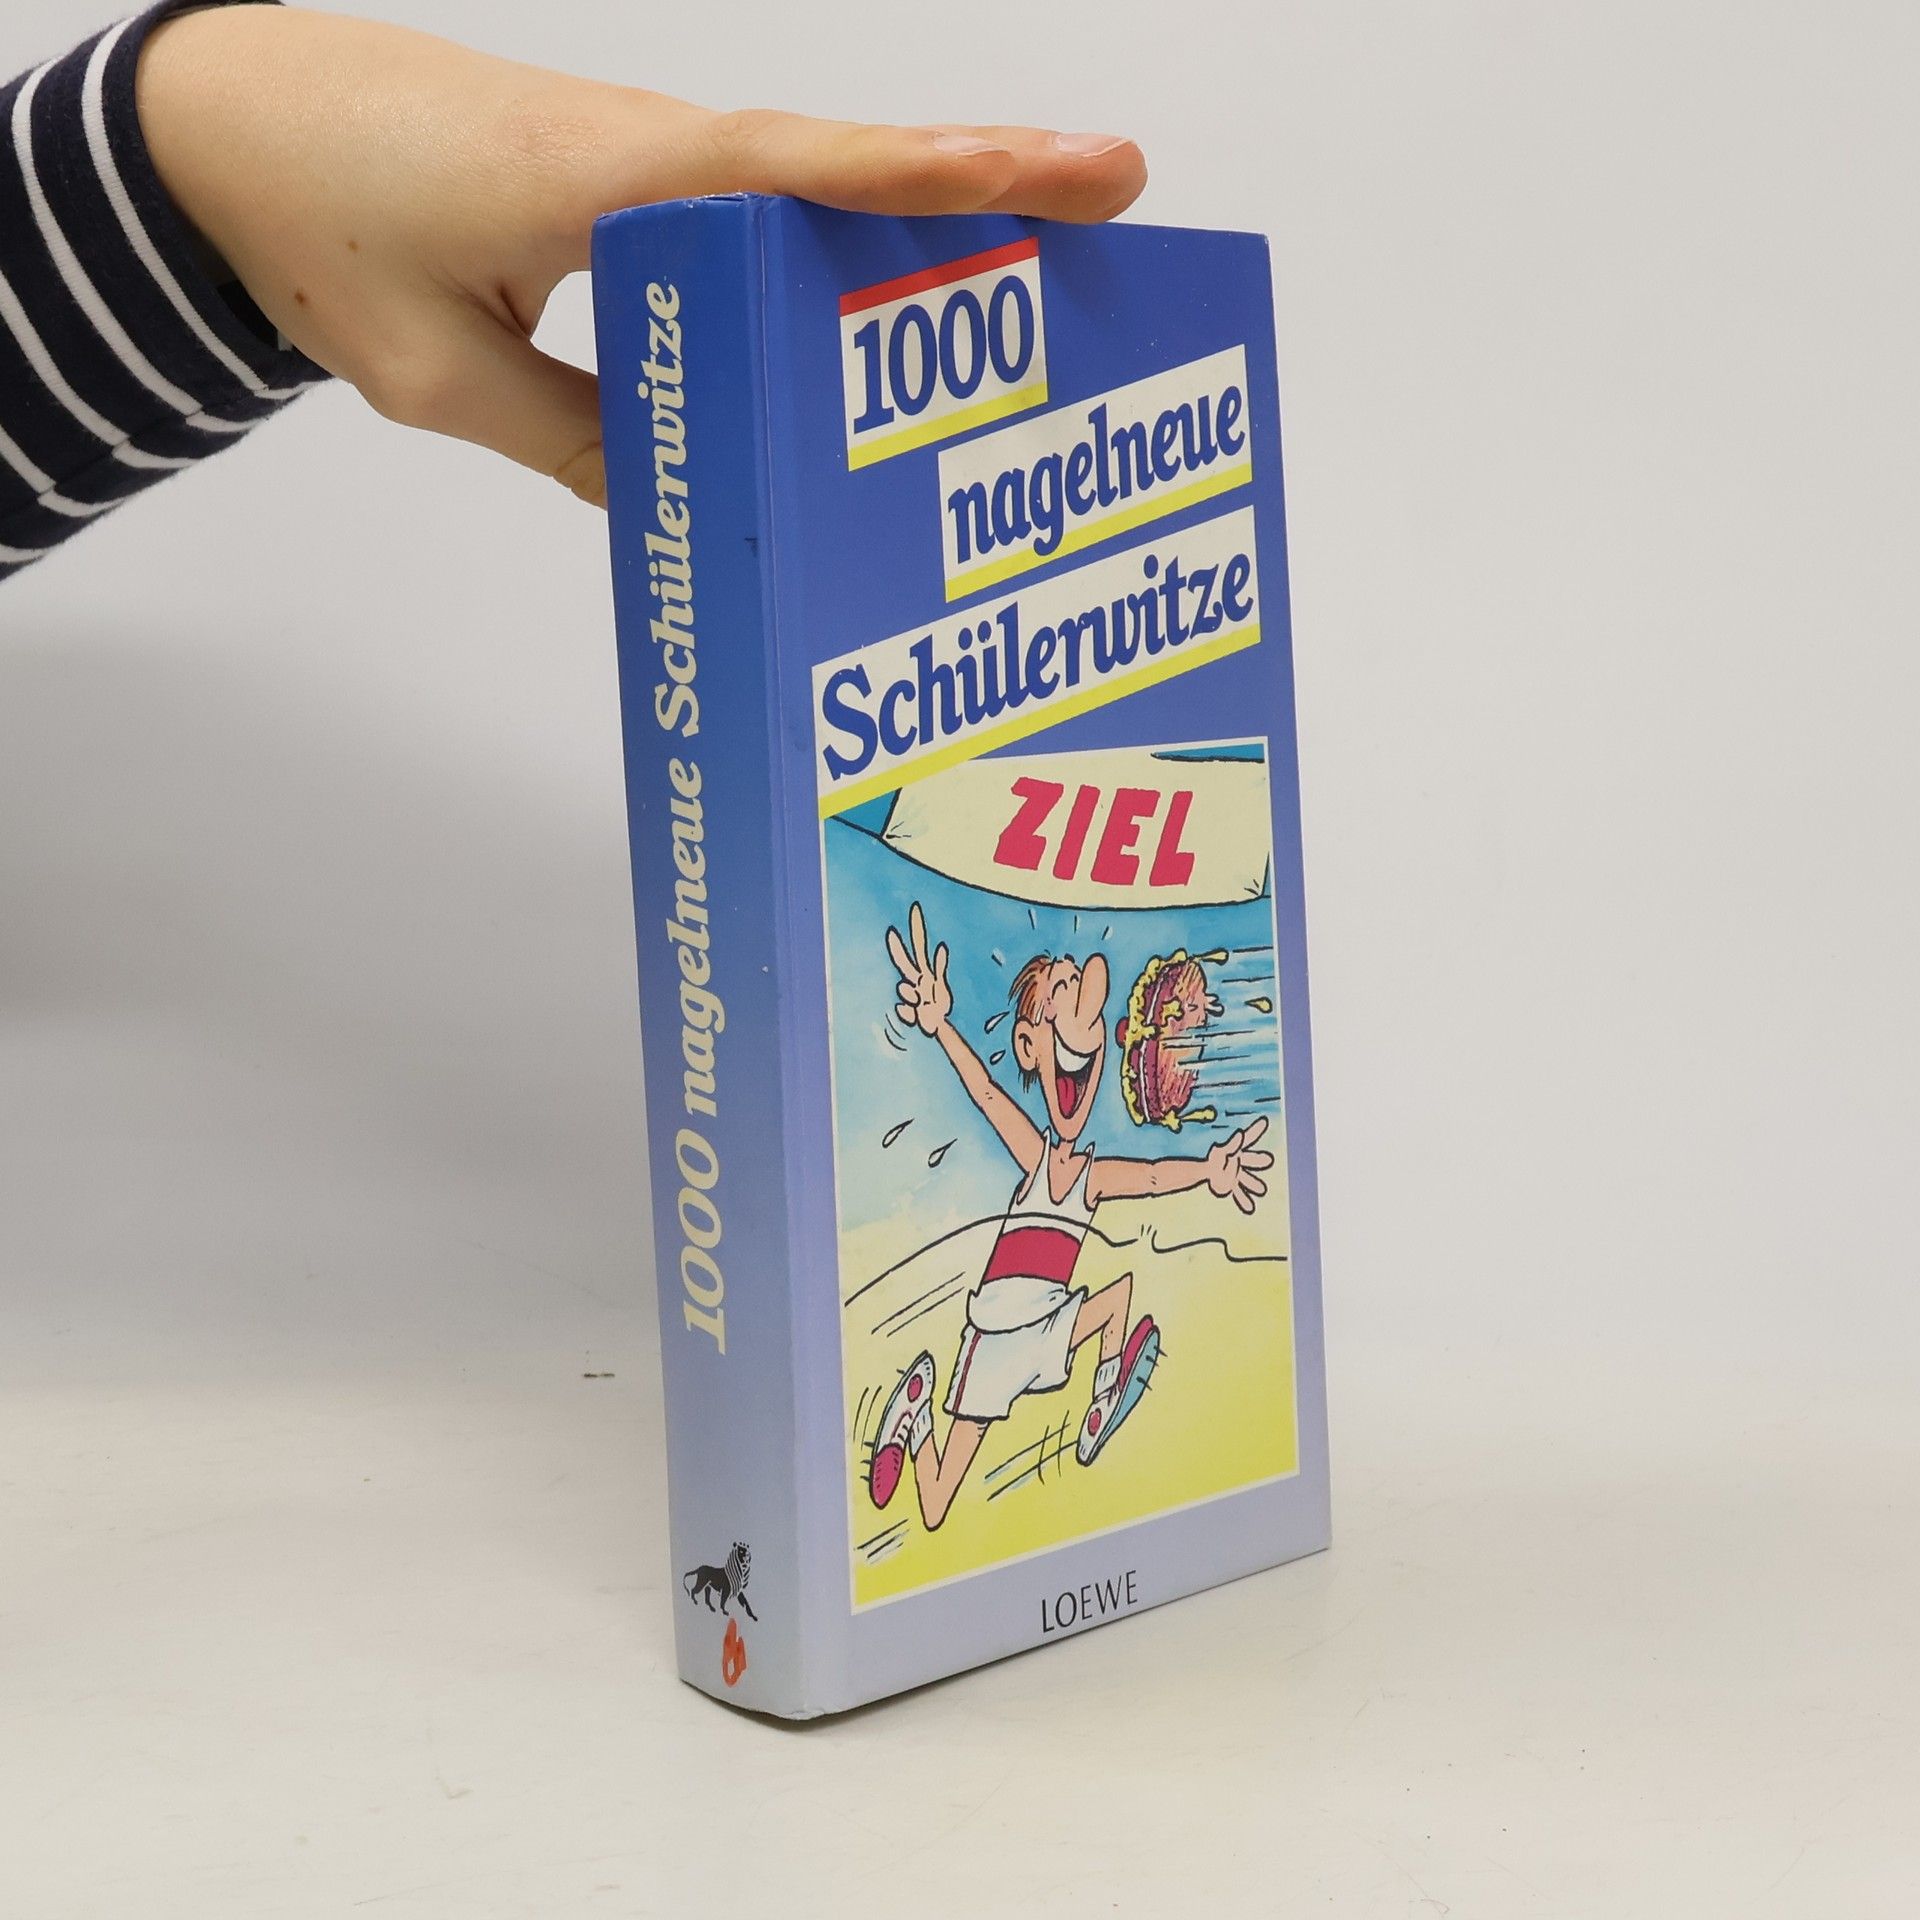 1000 nagelneue Schülerwitze
1000
nagelneue
Schülerwitze
ZIEL
LOEWE